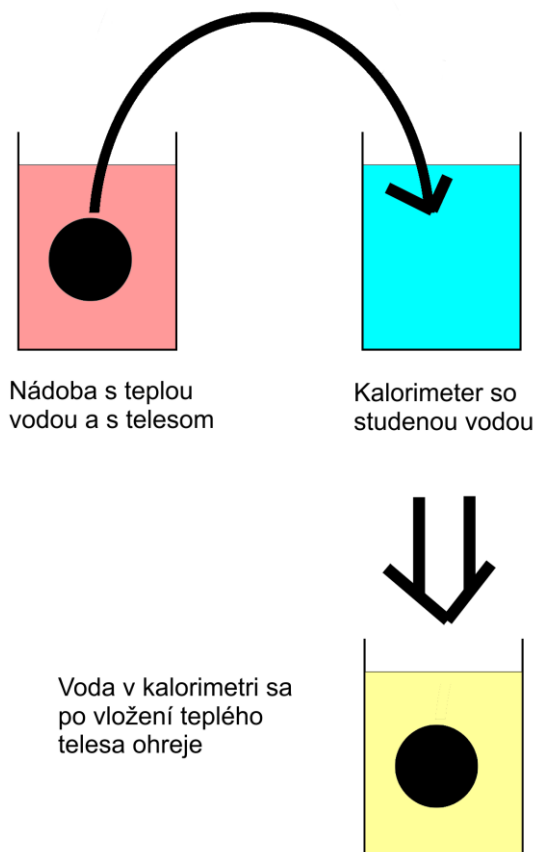 Nádoba s teplou
vodou a s telesom
Kalorimeter so
studenou vodou
Voda v kalorimetri sa
po vložení teplého
telesa ohreje